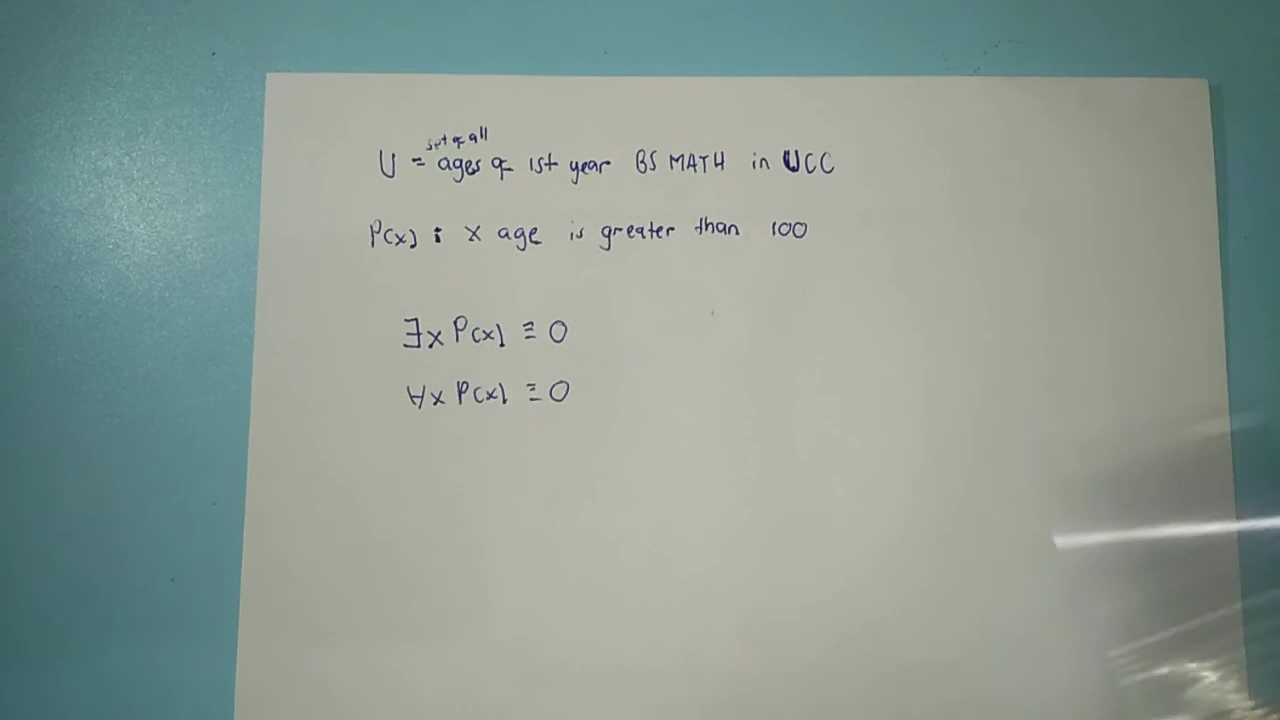 set of all
U = ages of 1st year BS MATH in UCC
P(x) : x age is greater than 100
∃x P(x) ≡ 0
∀x P(x) ≡ 0